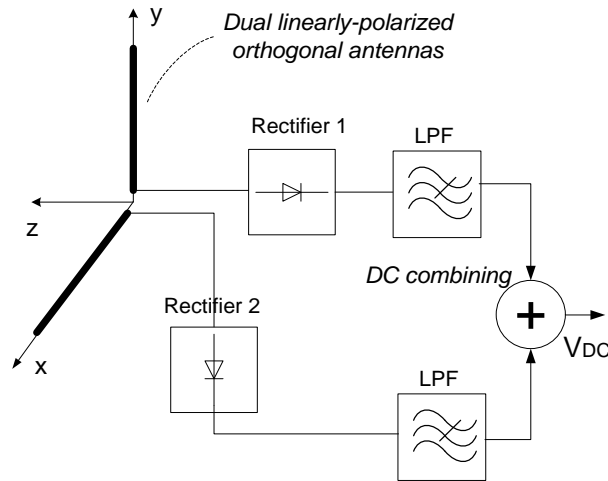 y
Dual linearly-polarized
orthogonal antennas
Rectifier 1
LPF
z
DC combining
Rectifier 2
+
VDC
x
LPF